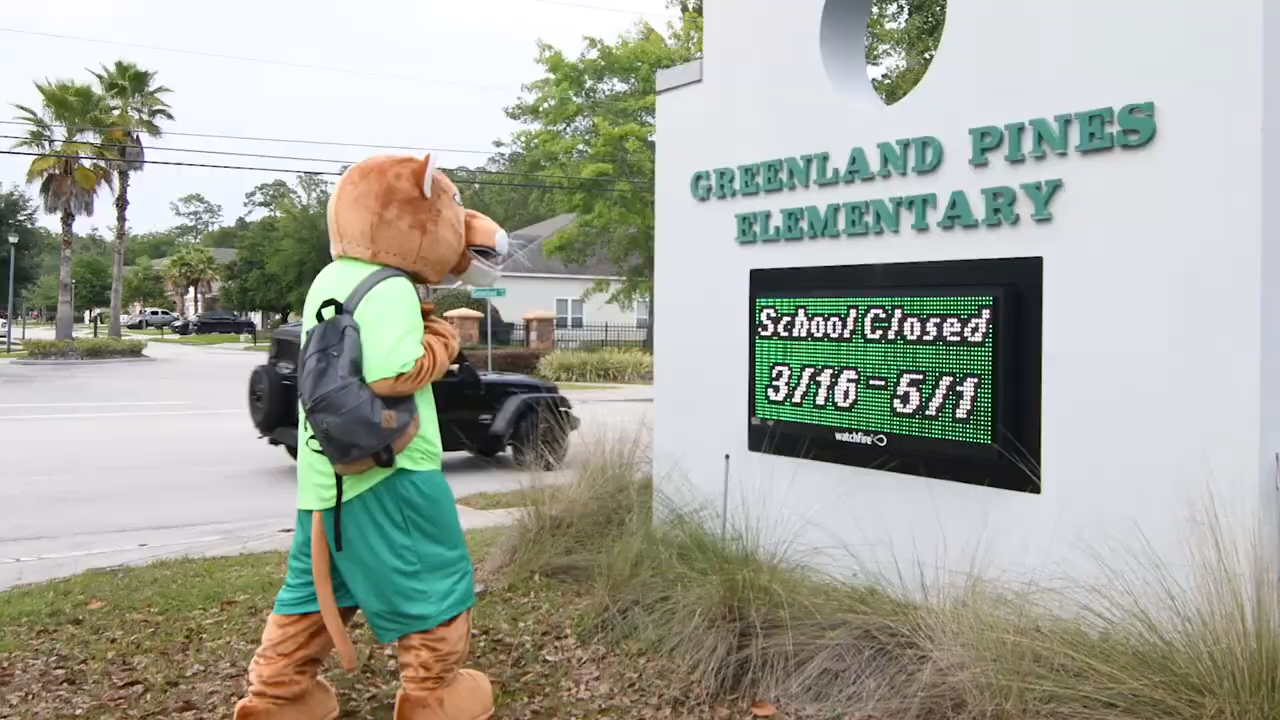 GREENLAND PINES
ELEMENTARY
School Closed
3/16 - 5/1
watchfire